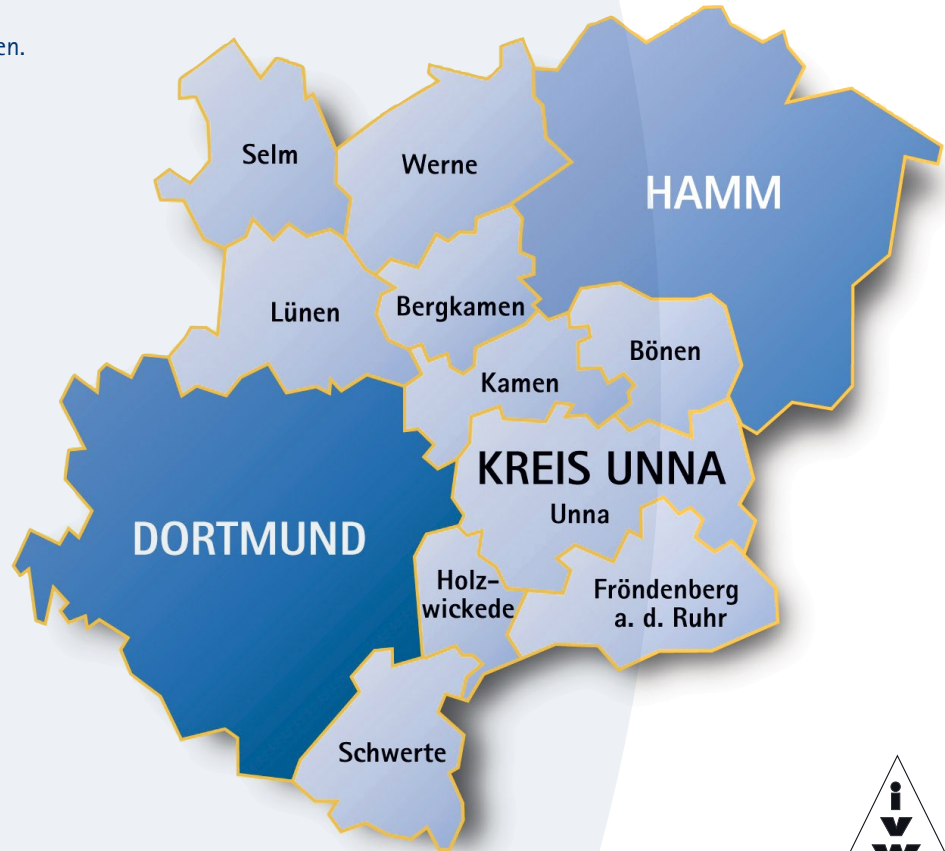 en.
Selm
Werne
HAMM
Lünen
Bergkamen
Bönen
Kamen
KREIS UNNA
Unna
DORTMUND
Holz-
wickede
Fröndenberg
a. d. Ruhr
Schwerte
i
v
w